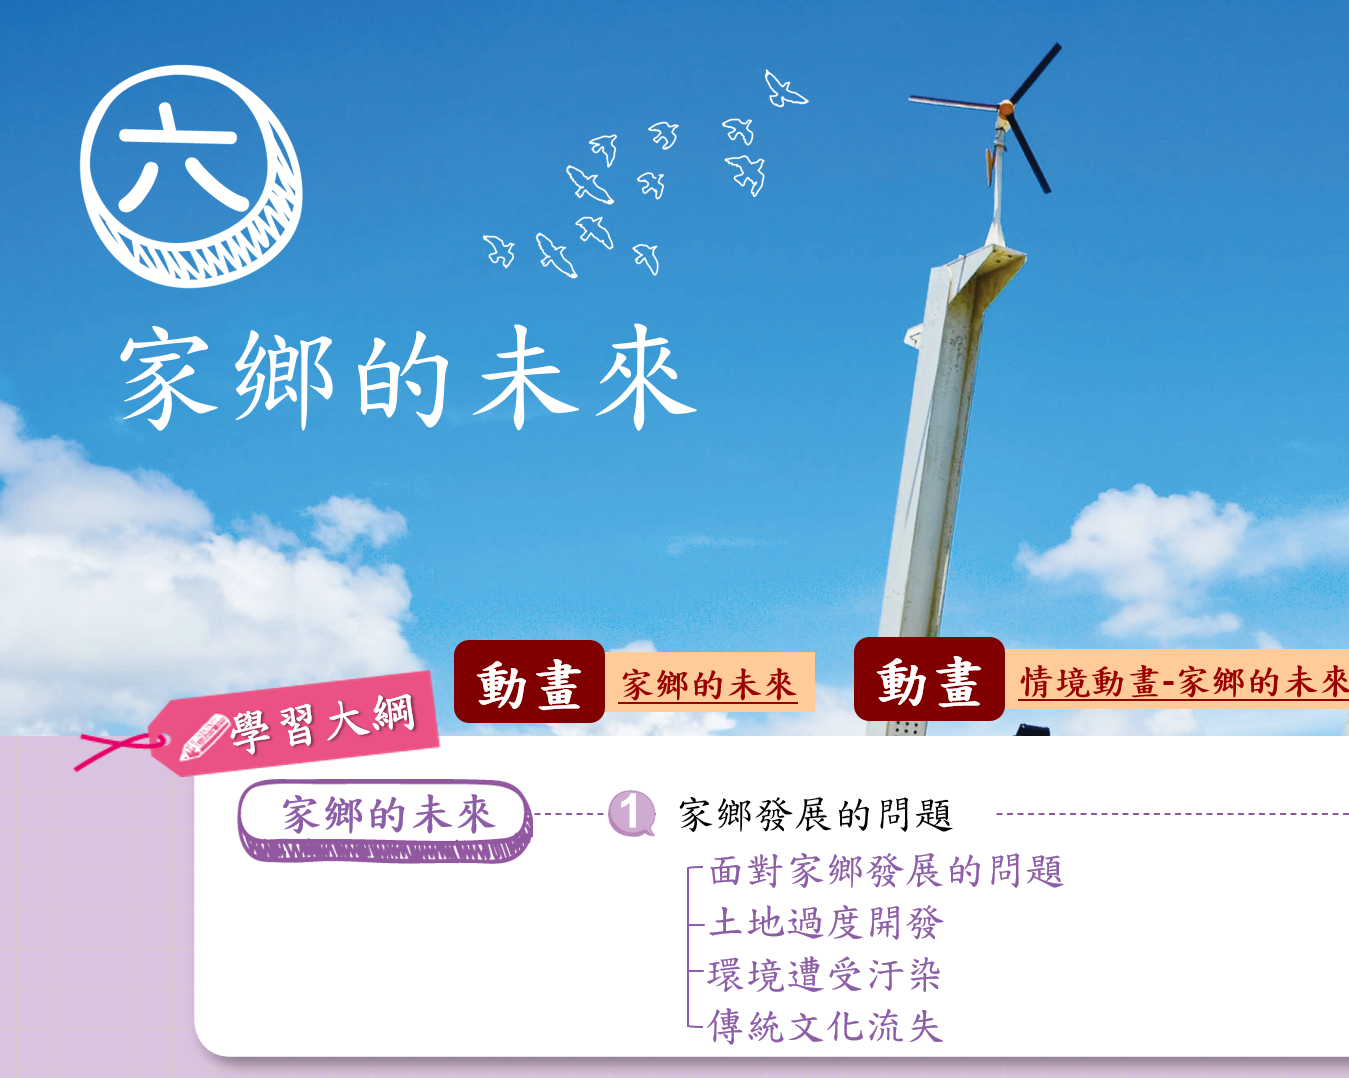 六
家鄉的未來
動畫 家鄉的未來
動畫 情境動畫-家鄉的未來
學習大綱
家鄉的未來
1 家鄉發展的問題
面對家鄉發展的問題
土地過度開發
環境遭受汙染
傳統文化流失